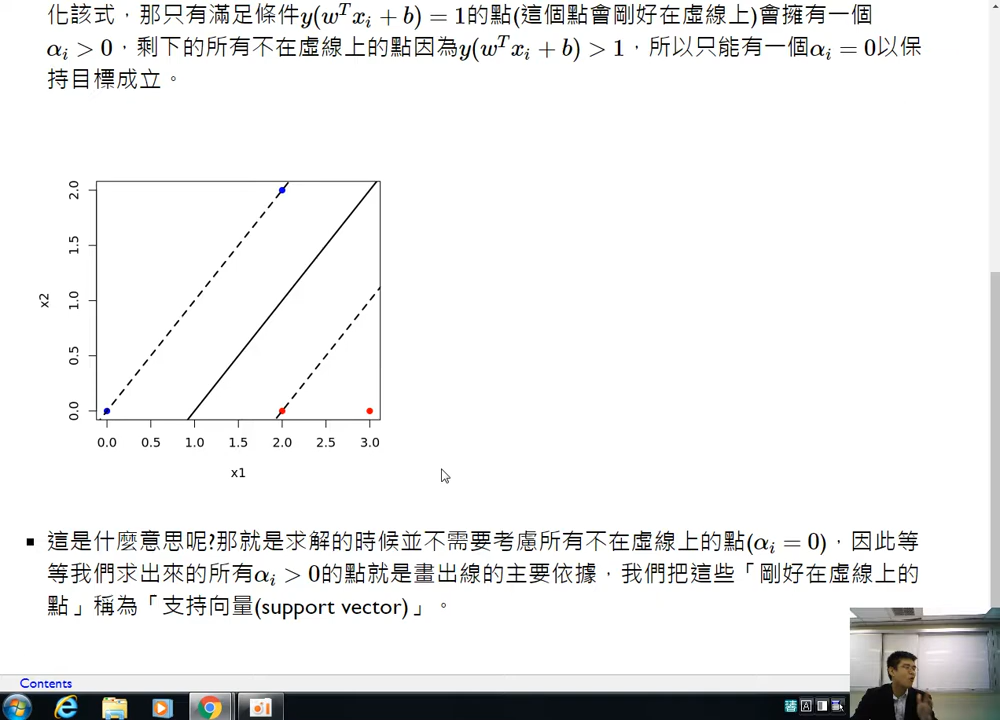 化該式，那只有滿足條件y(wᵀxᵢ + b) = 1的點(這個點會剛好在虛線上)會擁有一個
αᵢ > 0，剩下的所有不在虛線上的點因為y(wᵀxᵢ + b) > 1，所以只能有一個αᵢ = 0以保
持目標成立。
2.0
1.5
x2
1.0
0.5
0.0
0.0 0.5 1.0 1.5 2.0 2.5 3.0
x1
▪ 這是什麼意思呢?那就是求解的時候並不需要考慮所有不在虛線上的點(αᵢ = 0)，因此等
等我們求出來的所有αᵢ > 0的點就是畫出線的主要依據，我們把這些「剛好在虛線上的
點」稱為「支持向量(support vector)」。
Contents